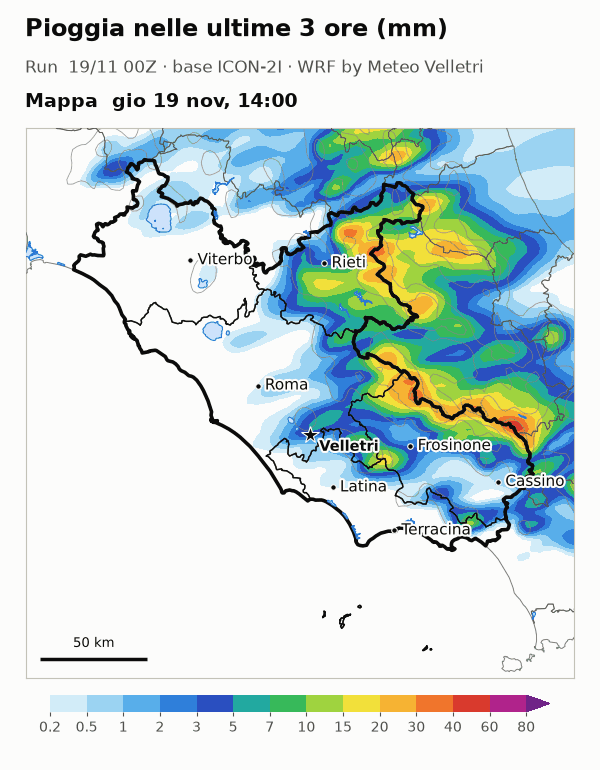 Pioggia nelle ultime 3 ore (mm)
Run  19/11 00Z · base ICON-2I · WRF by Meteo Velletri
Mappa  gio 19 nov, 14:00
Viterbo
Rieti
Roma
Velletri
Frosinone
Latina
Cassino
Terracina
50 km
0.2 0.5 1 2 3 5 7 10 15 20 30 40 60 80